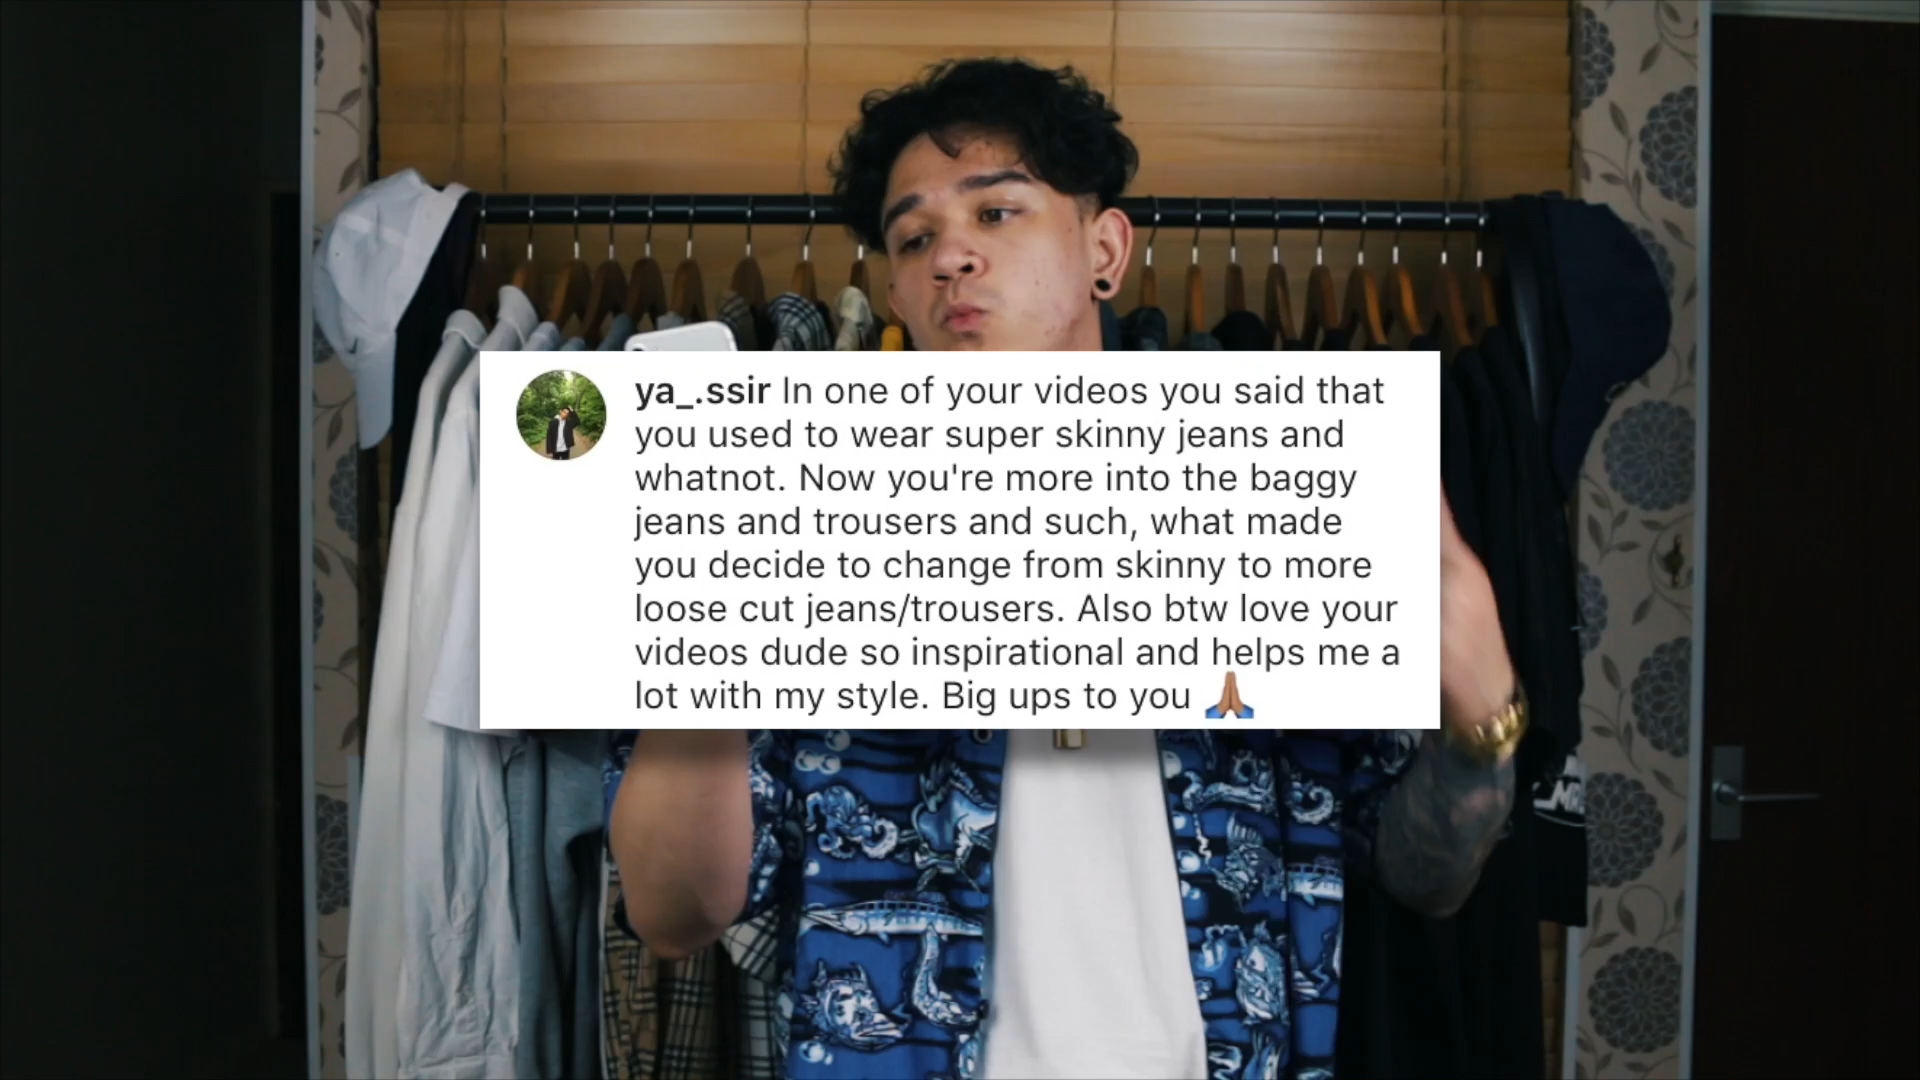 ya_.ssir In one of your videos you said that
you used to wear super skinny jeans and
whatnot. Now you're more into the baggy
jeans and trousers and such, what made
you decide to change from skinny to more
loose cut jeans/trousers. Also btw love your
videos dude so inspirational and helps me a
lot with my style. Big ups to you 🙏🏽